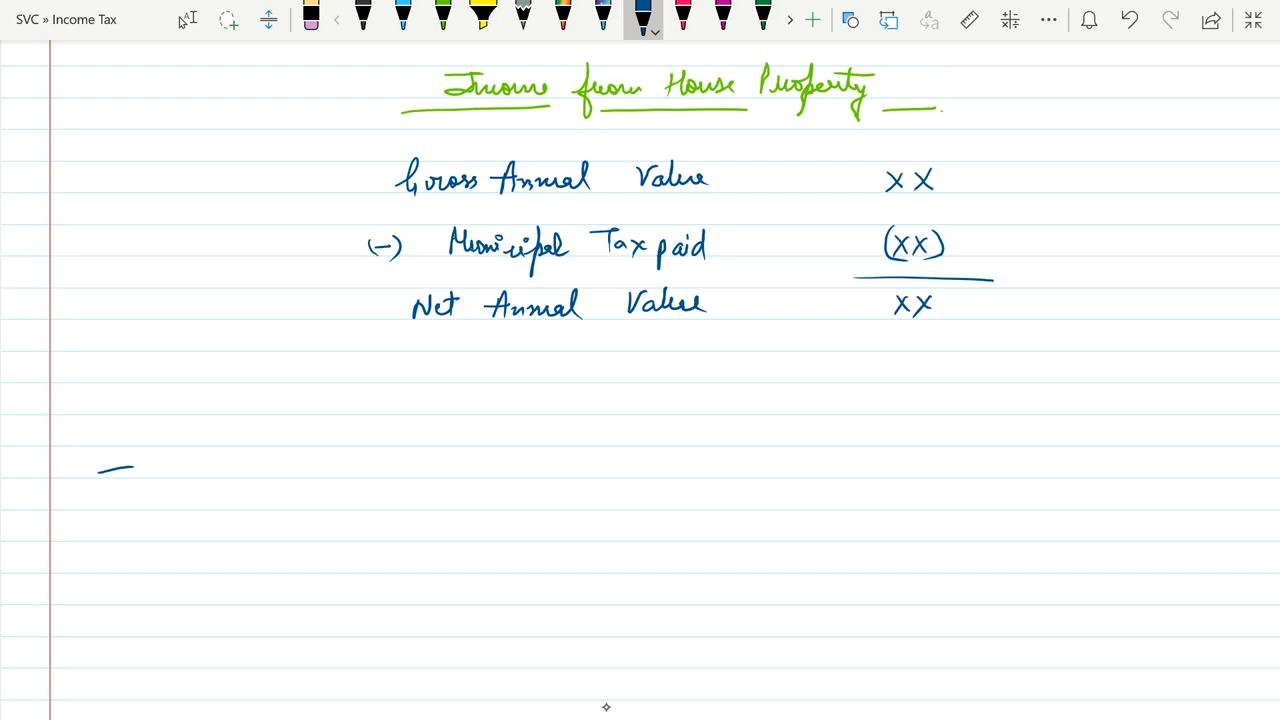 SVC » Income Tax
Income from House Property
Gross Annual Value XX
(-) Municipal Tax paid (XX)
Net Annual Value XX